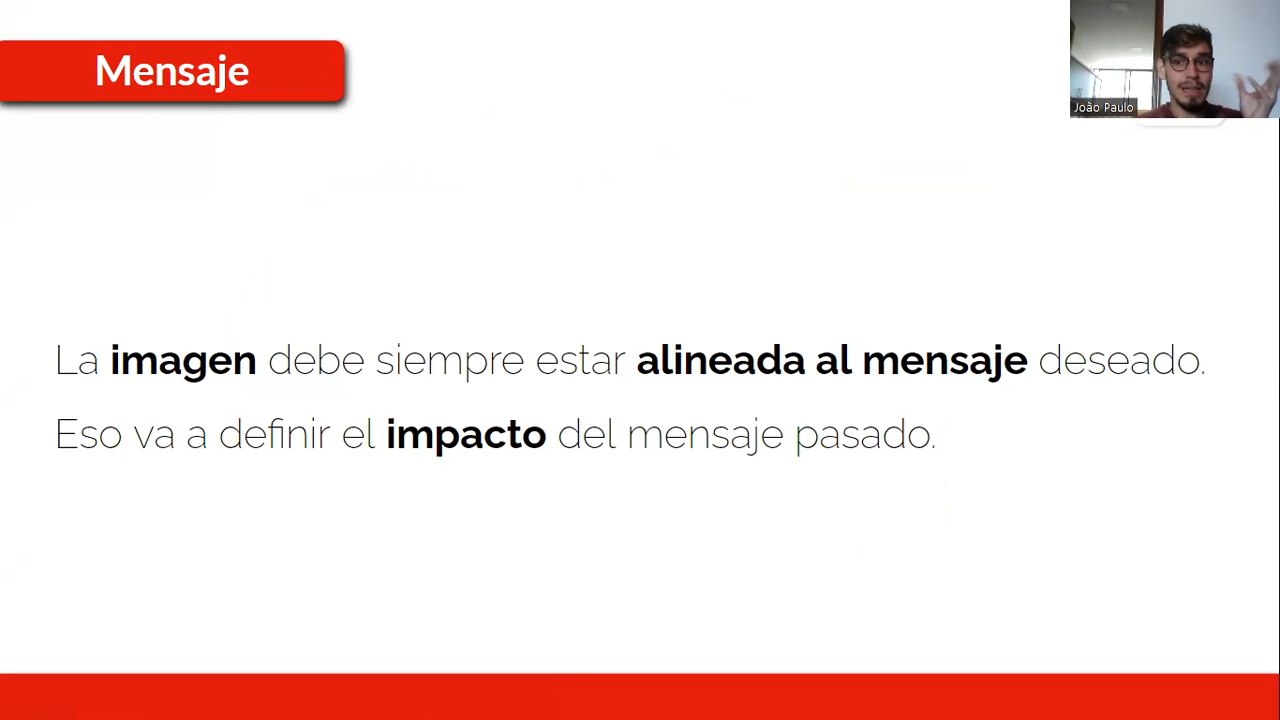 Mensaje
João Paulo
La imagen debe siempre estar alineada al mensaje deseado.
Eso va a definir el impacto del mensaje pasado.